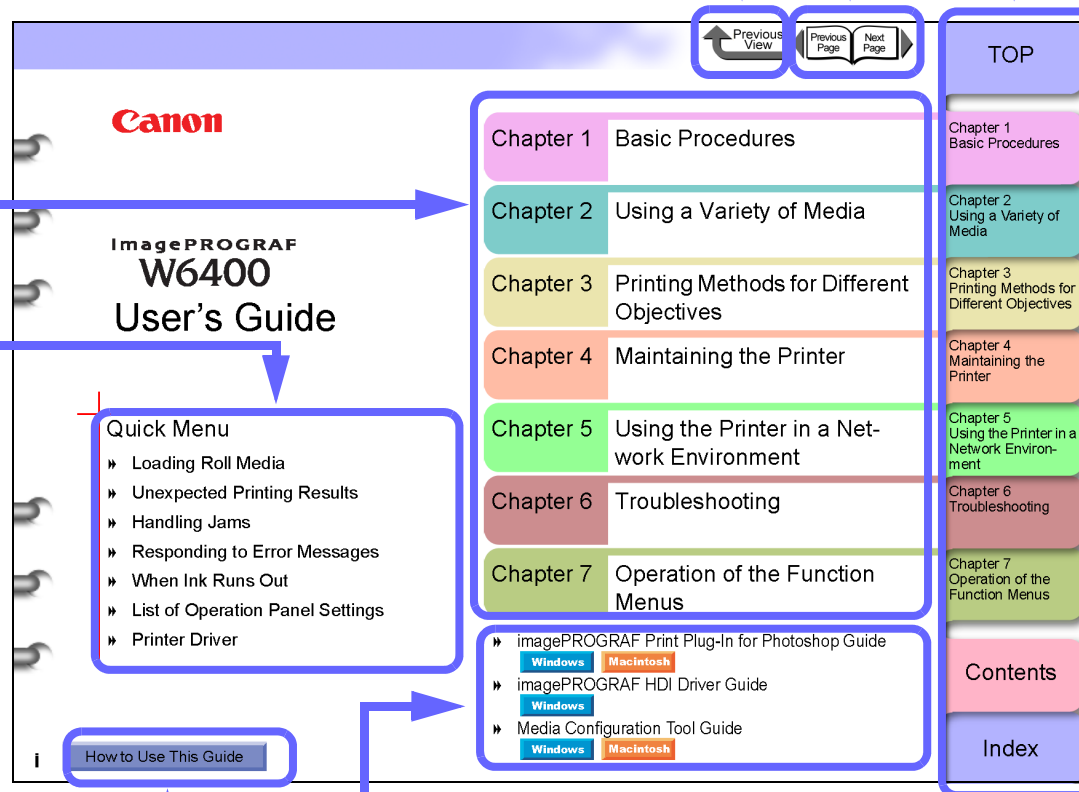 Previous
View
Previous
Page
Next
Page
TOP
Canon
imagePROGRAF
W6400
User's Guide
Quick Menu
Loading Roll Media
Unexpected Printing Results
Handling Jams
Responding to Error Messages
When Ink Runs Out
List of Operation Panel Settings
Printer Driver
How to Use This Guide
i
Chapter 1 Basic Procedures
Chapter 2 Using a Variety of Media
Chapter 3 Printing Methods for Different
Objectives
Chapter 4 Maintaining the Printer
Chapter 5 Using the Printer in a Net-
work Environment
Chapter 6 Troubleshooting
Chapter 7 Operation of the Function
Menus
imagePROGRAF Print Plug-In for Photoshop Guide
Windows Macintosh
imagePROGRAF HDI Driver Guide
Windows
Media Configuration Tool Guide
Windows Macintosh
Chapter 1
Basic Procedures
Chapter 2
Using a Variety of
Media
Chapter 3
Printing Methods for
Different Objectives
Chapter 4
Maintaining the
Printer
Chapter 5
Using the Printer in a
Network Environ-
ment
Chapter 6
Troubleshooting
Chapter 7
Operation of the
Function Menus
Contents
Index